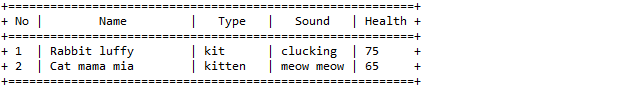 +==========================================================+
+ No |        Name         |   Type   |   Sound   | Health +
+==========================================================+
+ 1  | Rabbit luffy        | kit      | clucking  | 75     +
+ 2  | Cat mama mia        | kitten   | meow meow | 65     +
+==========================================================+